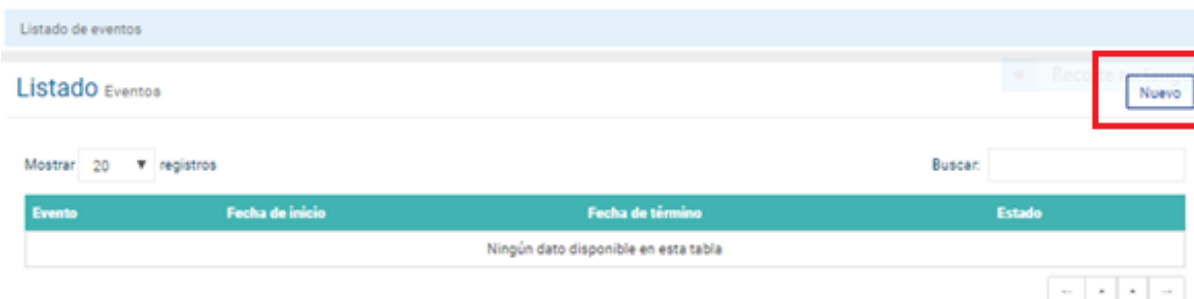 Listado de eventos
Listado Eventos
Nuevo
Mostrar 20 registros
Buscar:
Evento Fecha de inicio Fecha de término Estado
Ningún dato disponible en esta tabla